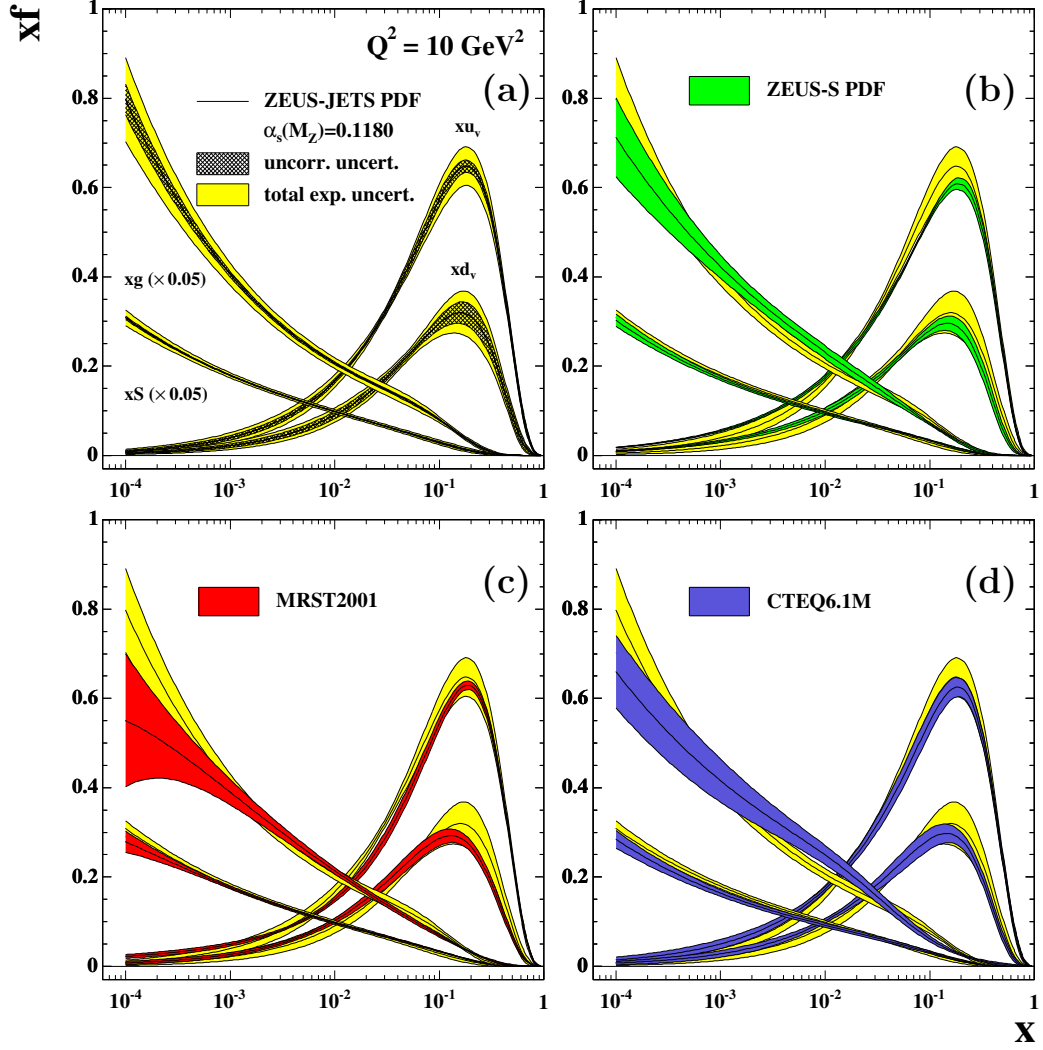 xf
Q² = 10 GeV²
(a)
ZEUS-JETS PDF
αs(MZ)=0.1180
uncorr. uncert.
total exp. uncert.
xuv
xdv
xg (× 0.05)
xS (× 0.05)
1
0.8
0.6
0.4
0.2
0
10⁻⁴ 10⁻³ 10⁻² 10⁻¹ 1
(b)
ZEUS-S PDF
1
0.8
0.6
0.4
0.2
0
10⁻⁴ 10⁻³ 10⁻² 10⁻¹ 1
(c)
MRST2001
1
0.8
0.6
0.4
0.2
0
10⁻⁴ 10⁻³ 10⁻² 10⁻¹ 1
(d)
CTEQ6.1M
1
0.8
0.6
0.4
0.2
0
10⁻⁴ 10⁻³ 10⁻² 10⁻¹ 1
x